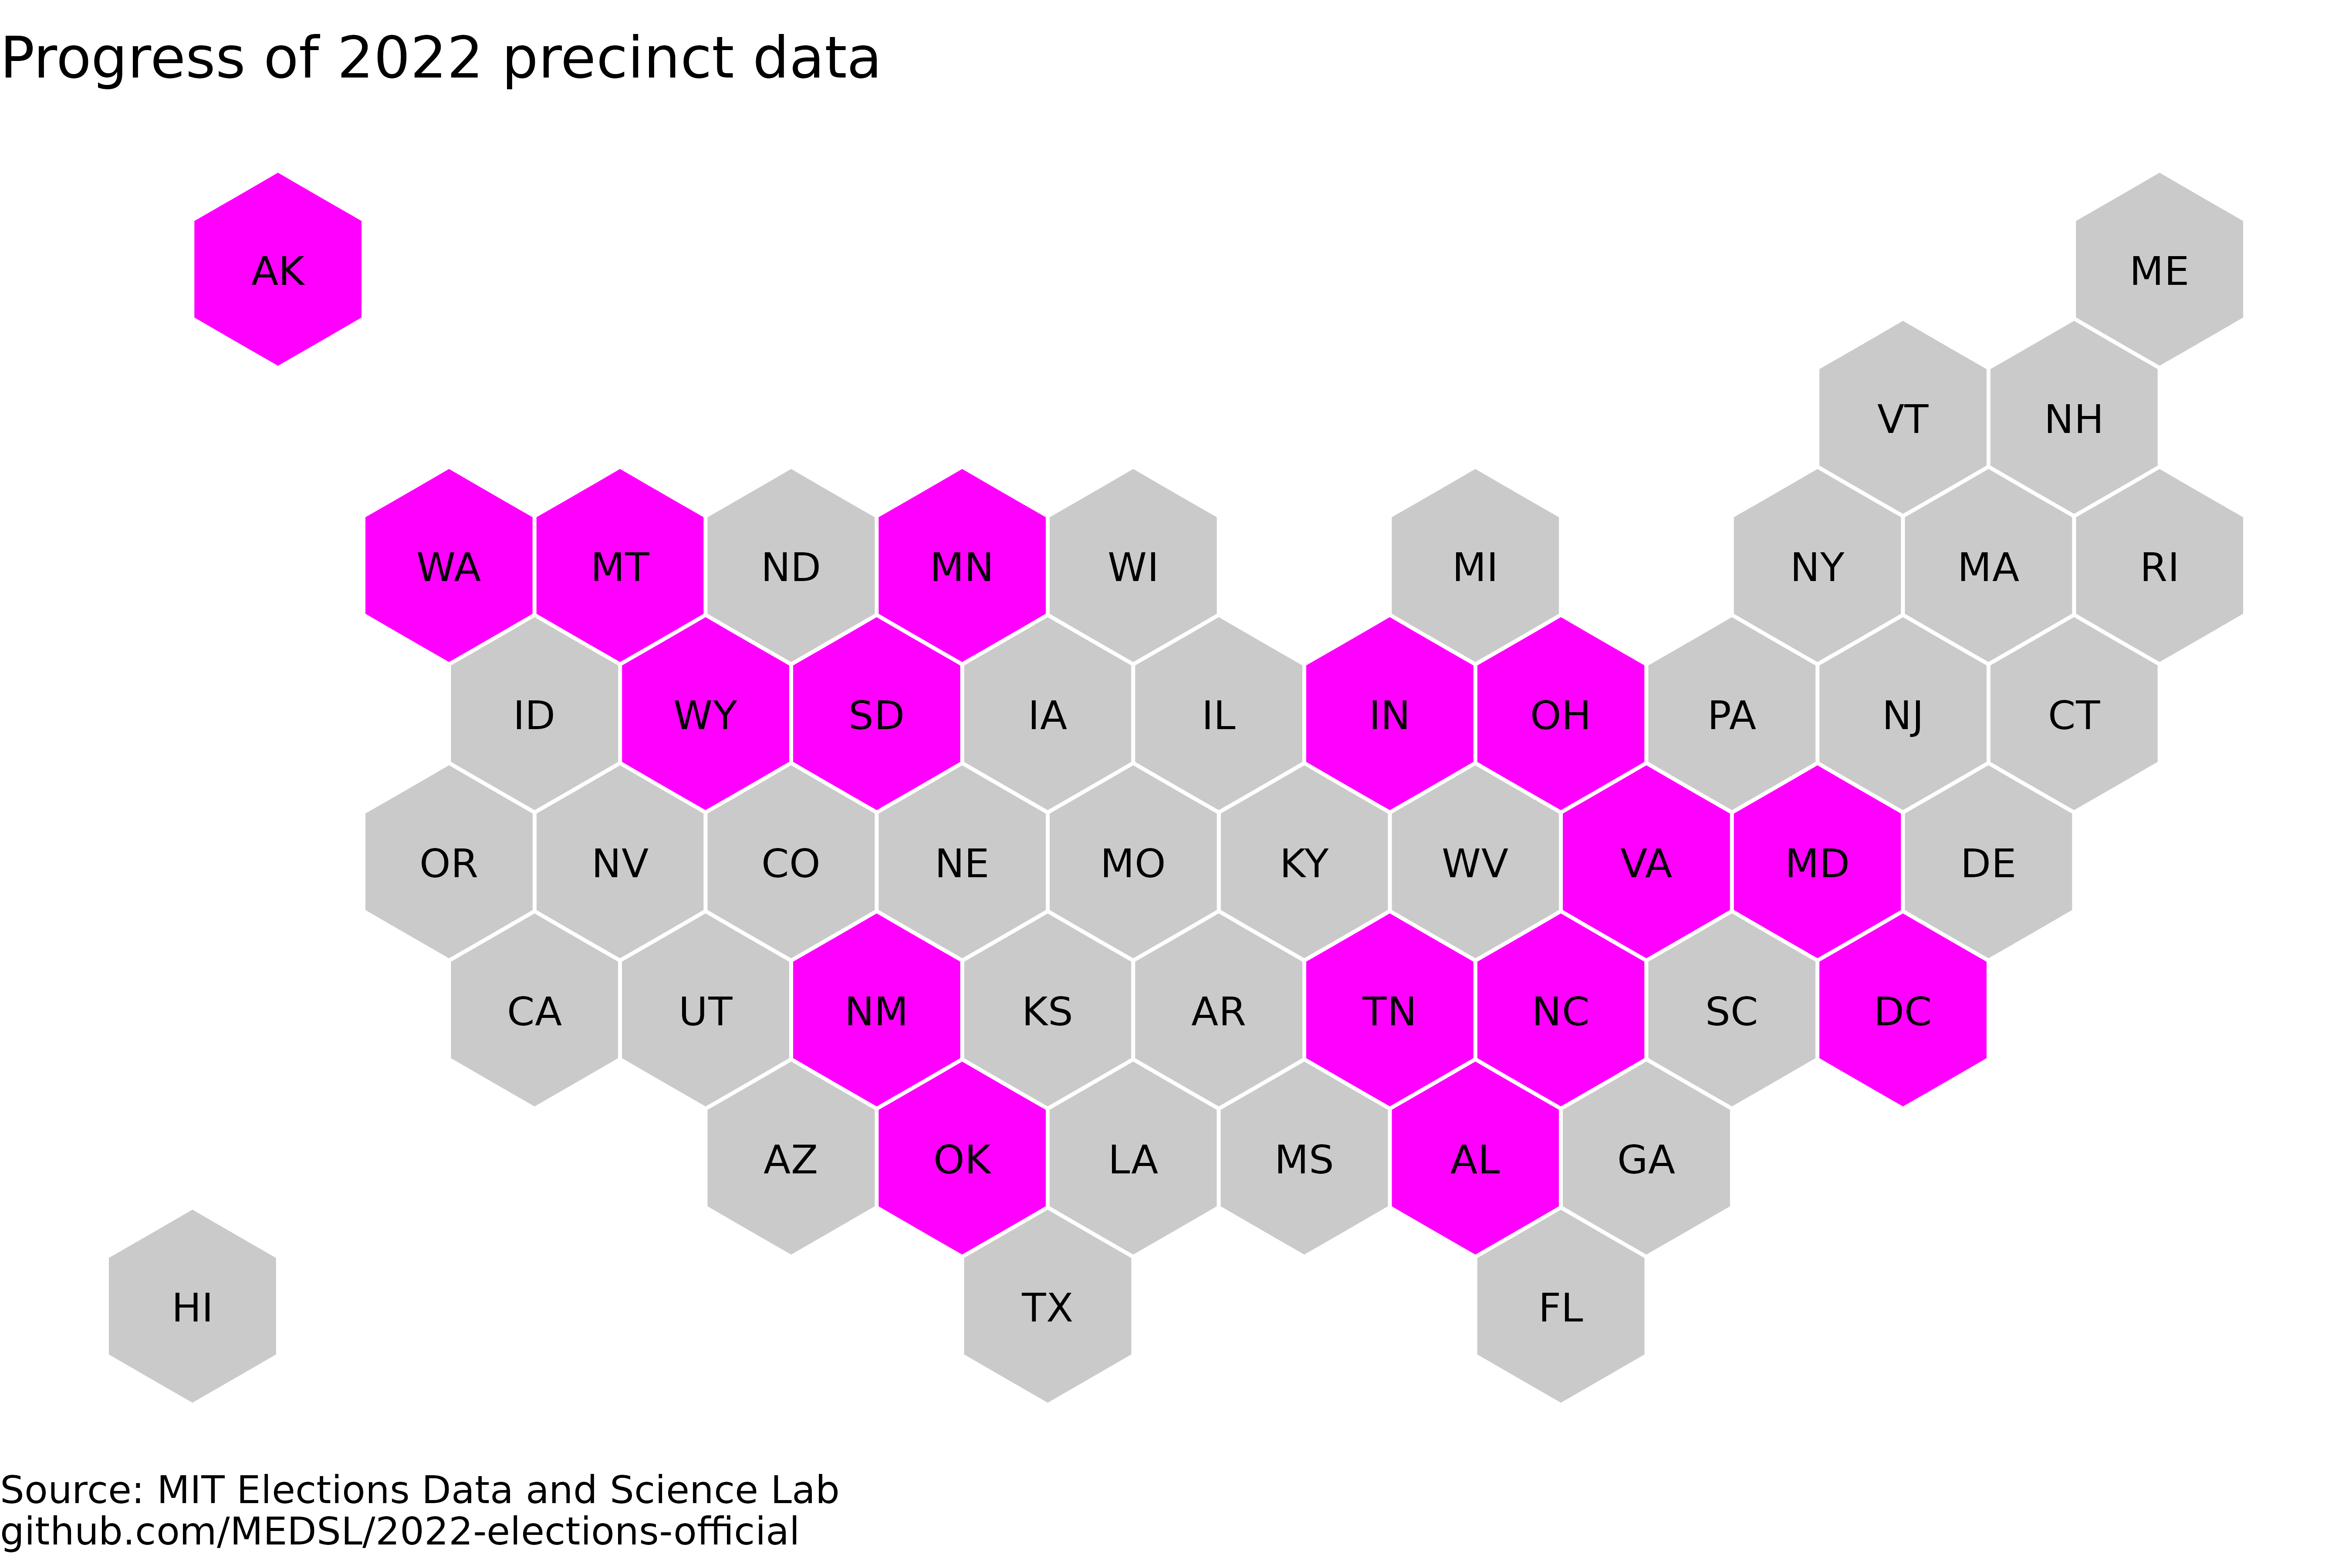 Progress of 2022 precinct data
AK
ME
VT NH
WA MT ND MN WI MI NY MA RI
ID WY SD IA IL IN OH PA NJ CT
OR NV CO NE MO KY WV VA MD DE
CA UT NM KS AR TN NC SC DC
AZ OK LA MS AL GA
HI TX FL
Source: MIT Elections Data and Science Lab
github.com/MEDSL/2022-elections-official